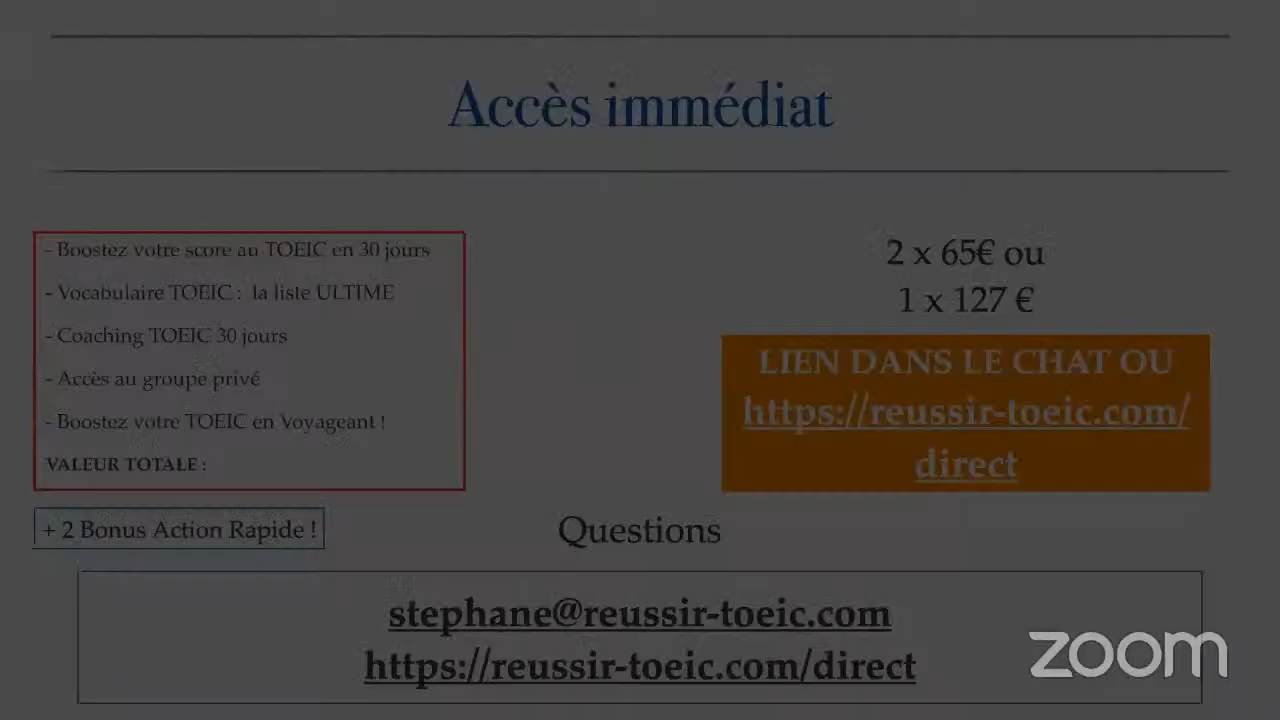 Accès immédiat
- Boostez votre score au TOEIC en 30 jours
- Vocabulaire TOEIC : la liste ULTIME
- Coaching TOEIC 30 jours
- Accès au groupe privé
- Boostez votre TOEIC en Voyageant !
VALEUR TOTALE :
+ 2 Bonus Action Rapide !
2 x 65€ ou
1 x 127 €
LIEN DANS LE CHAT OU
https://reussir-toeic.com/
direct
Questions
stephane@reussir-toeic.com
https://reussir-toeic.com/direct
zoom